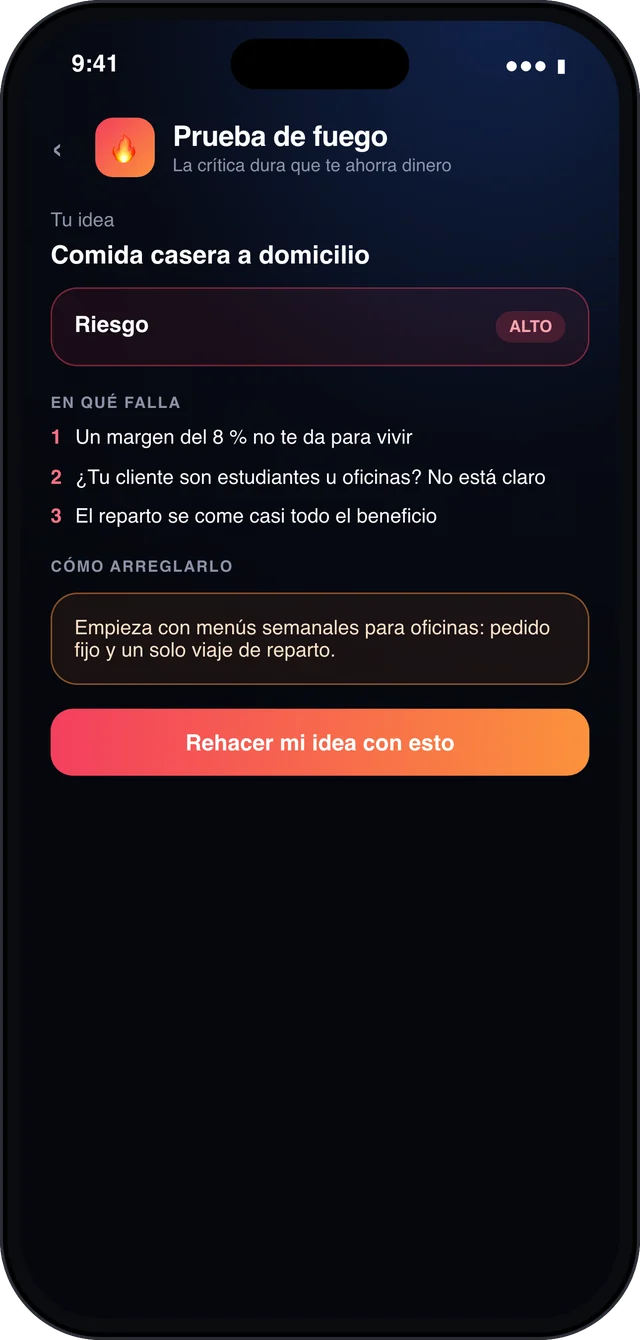 9:41
Prueba de fuego
La crítica dura que te ahorra dinero
Tu idea
Comida casera a domicilio
Riesgo
ALTO
EN QUÉ FALLA
1 Un margen del 8 % no te da para vivir
2 ¿Tu cliente son estudiantes u oficinas? No está claro
3 El reparto se come casi todo el beneficio
CÓMO ARREGLARLO
Empieza con menús semanales para oficinas: pedido
fijo y un solo viaje de reparto.
Rehacer mi idea con esto